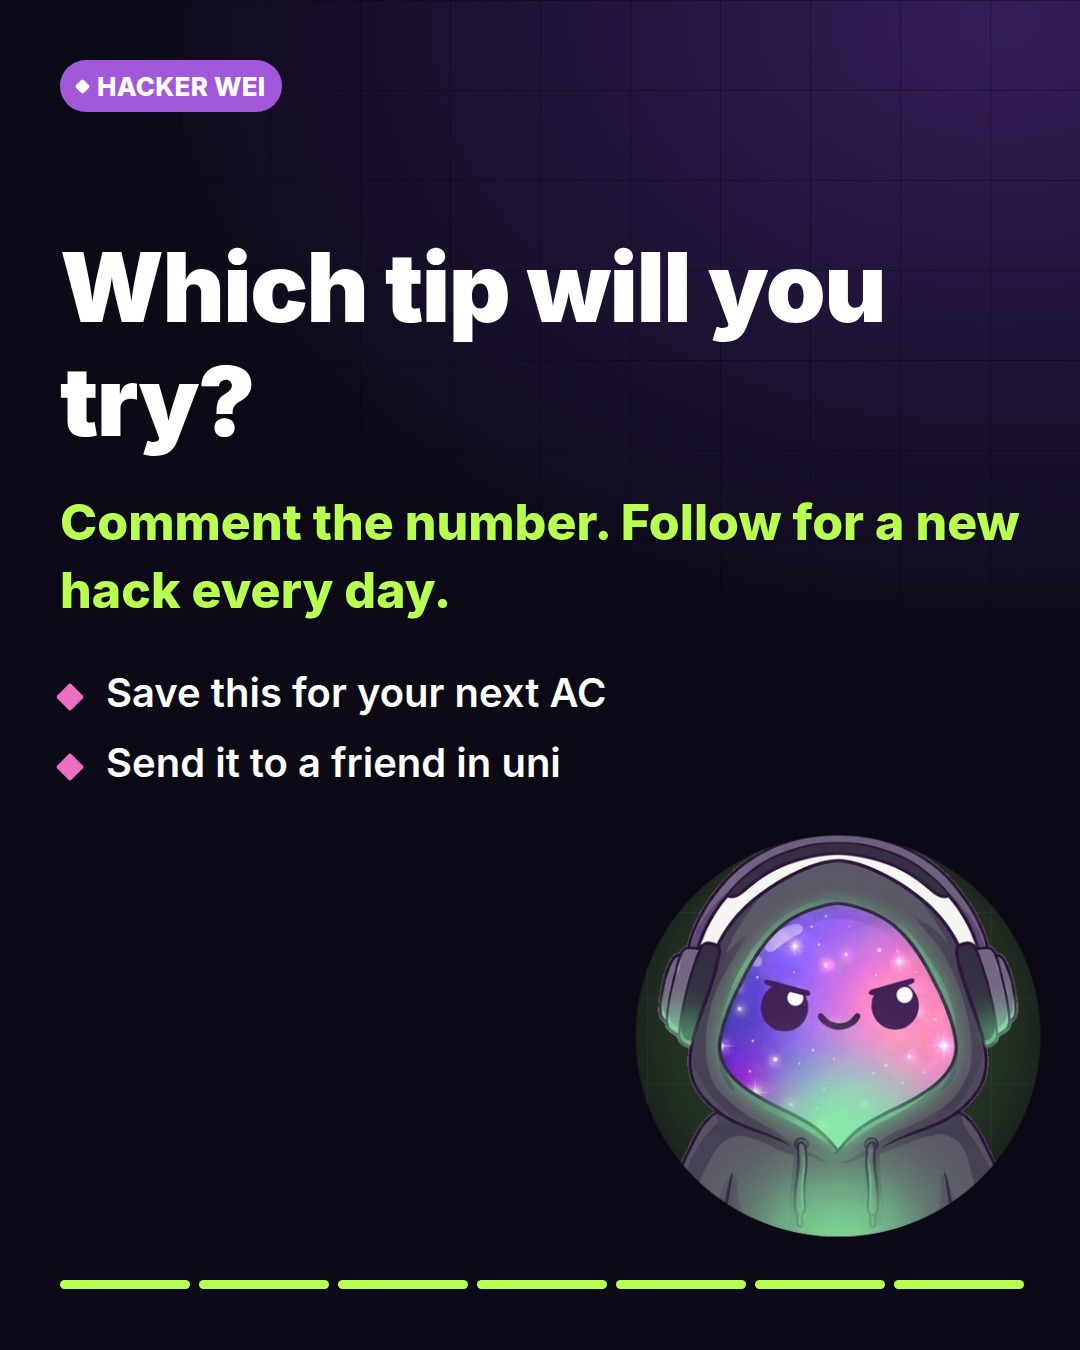 HACKER WEI
Which tip will you
try?
Comment the number. Follow for a new
hack every day.
Save this for your next AC
Send it to a friend in uni